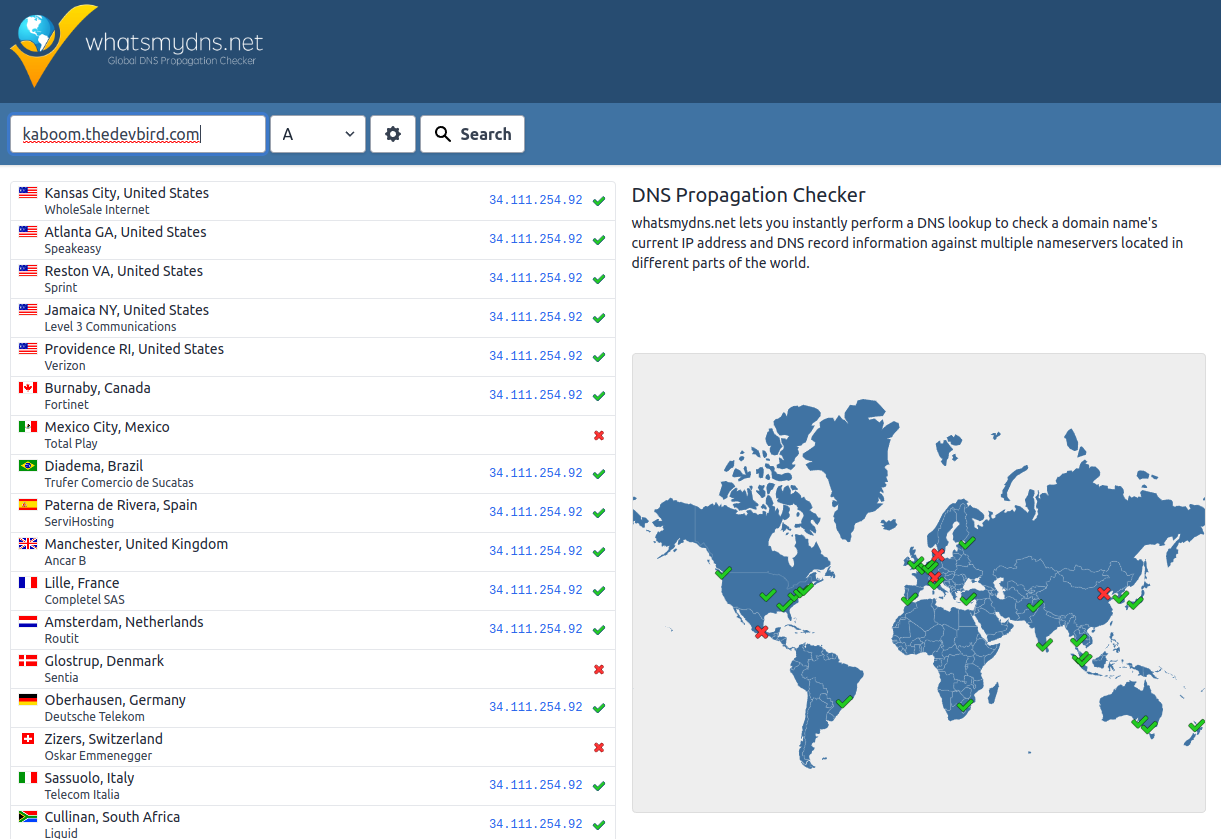 whatsmydns.net
Global DNS Propagation Checker
kaboom.thedevbird.com
A
Search
Kansas City, United States
WholeSale Internet
34.111.254.92
Atlanta GA, United States
Speakeasy
34.111.254.92
Reston VA, United States
Sprint
34.111.254.92
Jamaica NY, United States
Level 3 Communications
34.111.254.92
Providence RI, United States
Verizon
34.111.254.92
Burnaby, Canada
Fortinet
34.111.254.92
Mexico City, Mexico
Total Play
Diadema, Brazil
Trufer Comercio de Sucatas
34.111.254.92
Paterna de Rivera, Spain
ServiHosting
34.111.254.92
Manchester, United Kingdom
Ancar B
34.111.254.92
Lille, France
Completel SAS
34.111.254.92
Amsterdam, Netherlands
Routit
34.111.254.92
Glostrup, Denmark
Sentia
Oberhausen, Germany
Deutsche Telekom
34.111.254.92
Zizers, Switzerland
Oskar Emmenegger
Sassuolo, Italy
Telecom Italia
34.111.254.92
Cullinan, South Africa
Liquid
34.111.254.92
DNS Propagation Checker
whatsmydns.net lets you instantly perform a DNS lookup to check a domain name's
current IP address and DNS record information against multiple nameservers located in
different parts of the world.